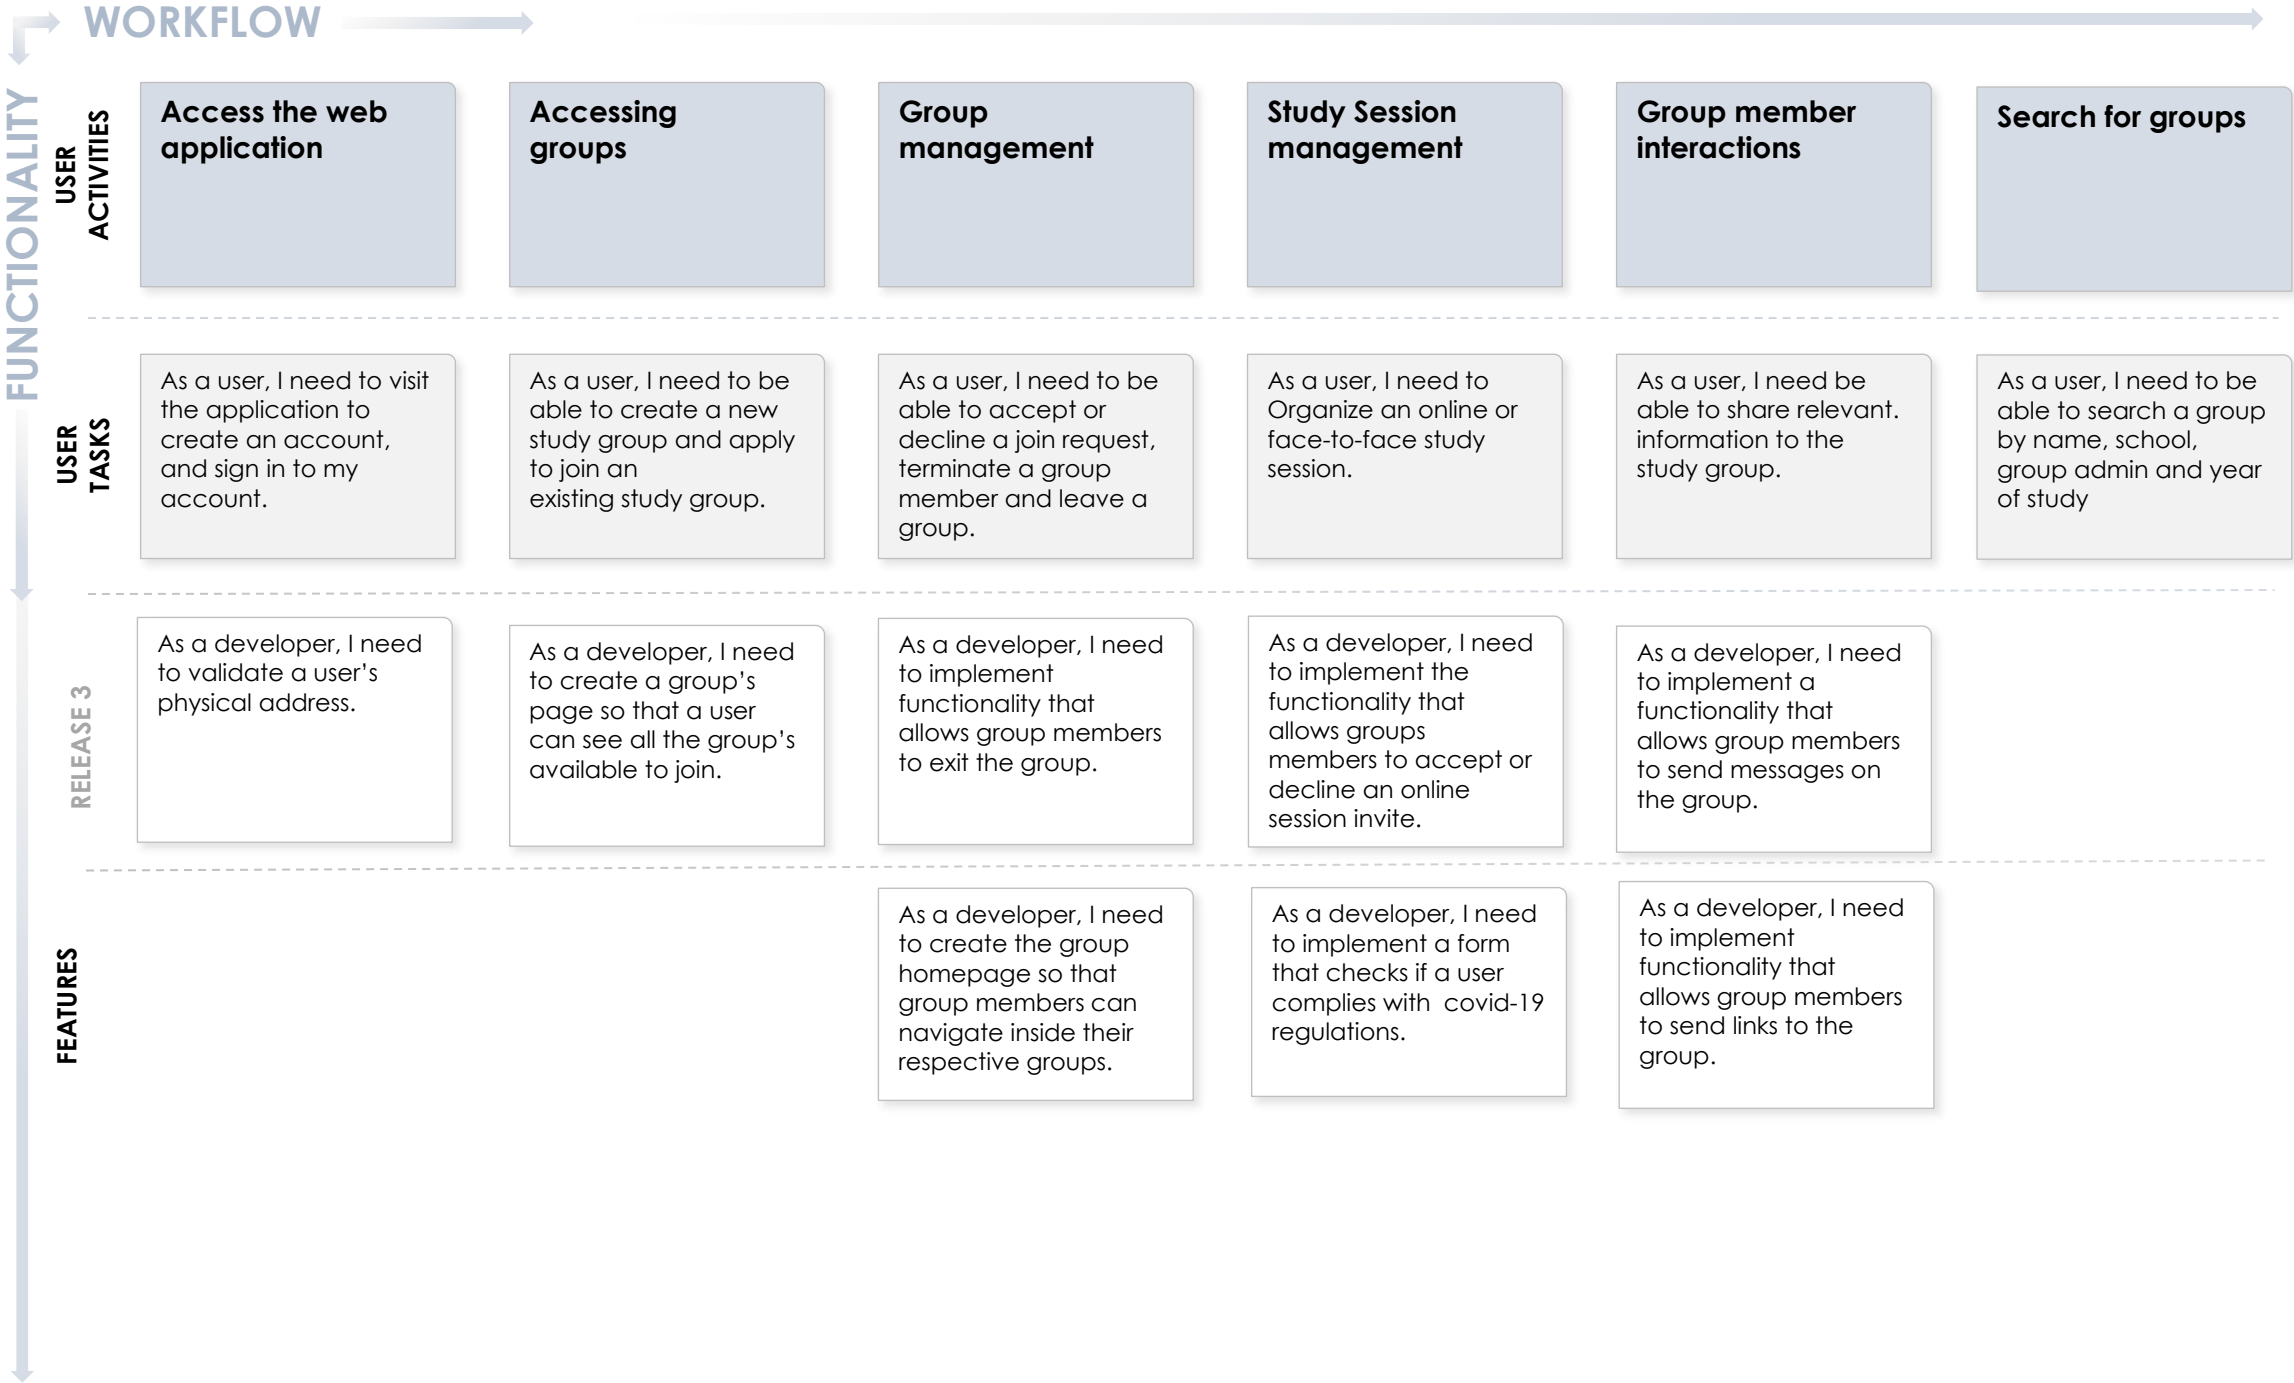 WORKFLOW
FUNCTIONALITY
USER
ACTIVITIES
Access the web
application
Accessing
groups
Group
management
Study Session
management
Group member
interactions
Search for groups
USER
TASKS
As a user, I need to visit
the application to
create an account,
and sign in to my
account.
As a user, I need to be
able to create a new
study group and apply
to join an
existing study group.
As a user, I need to be
able to accept or
decline a join request,
terminate a group
member and leave a
group.
As a user, I need to
Organize an online or
face-to-face study
session.
As a user, I need be
able to share relevant.
information to the
study group.
As a user, I need to be
able to search a group
by name, school,
group admin and year
of study
RELEASE 3
As a developer, I need
to validate a user’s
physical address.
As a developer, I need
to create a group’s
page so that a user
can see all the group’s
available to join.
As a developer, I need
to implement
functionality that
allows group members
to exit the group.
As a developer, I need
to implement the
functionality that
allows groups
members to accept or
decline an online
session invite.
As a developer, I need
to implement a
functionality that
allows group members
to send messages on
the group.
FEATURES
As a developer, I need
to create the group
homepage so that
group members can
navigate inside their
respective groups.
As a developer, I need
to implement a form
that checks if a user
complies with  covid-19
regulations.
As a developer, I need
to implement
functionality that
allows group members
to send links to the
group.